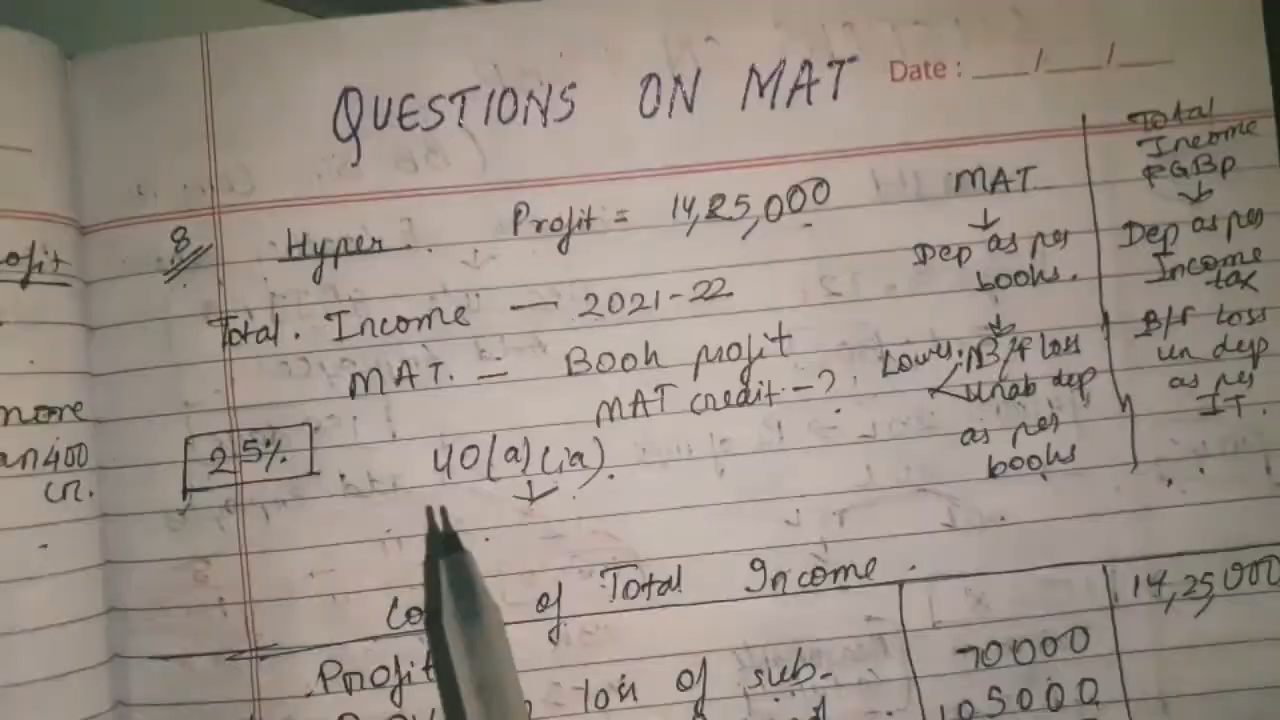 QUESTIONS ON MAT
Date : ___/___/___
8
Hyper. Profit = 14,25,000
Total. Income — 2021-22
MAT. — Book profit
MAT credit - ?
25%
40(a)(ia).
MAT
Dep as per
books.
Lower B/f loss
Unab dep
as per
books
Total
Income
PGBP
Dep as per
Income
tax
B/f Loss
un dep
as per
IT.
of Total Income.
14,25,000
Profit
loss of sub.
70000
105000
ofit
more
an 400
cr.